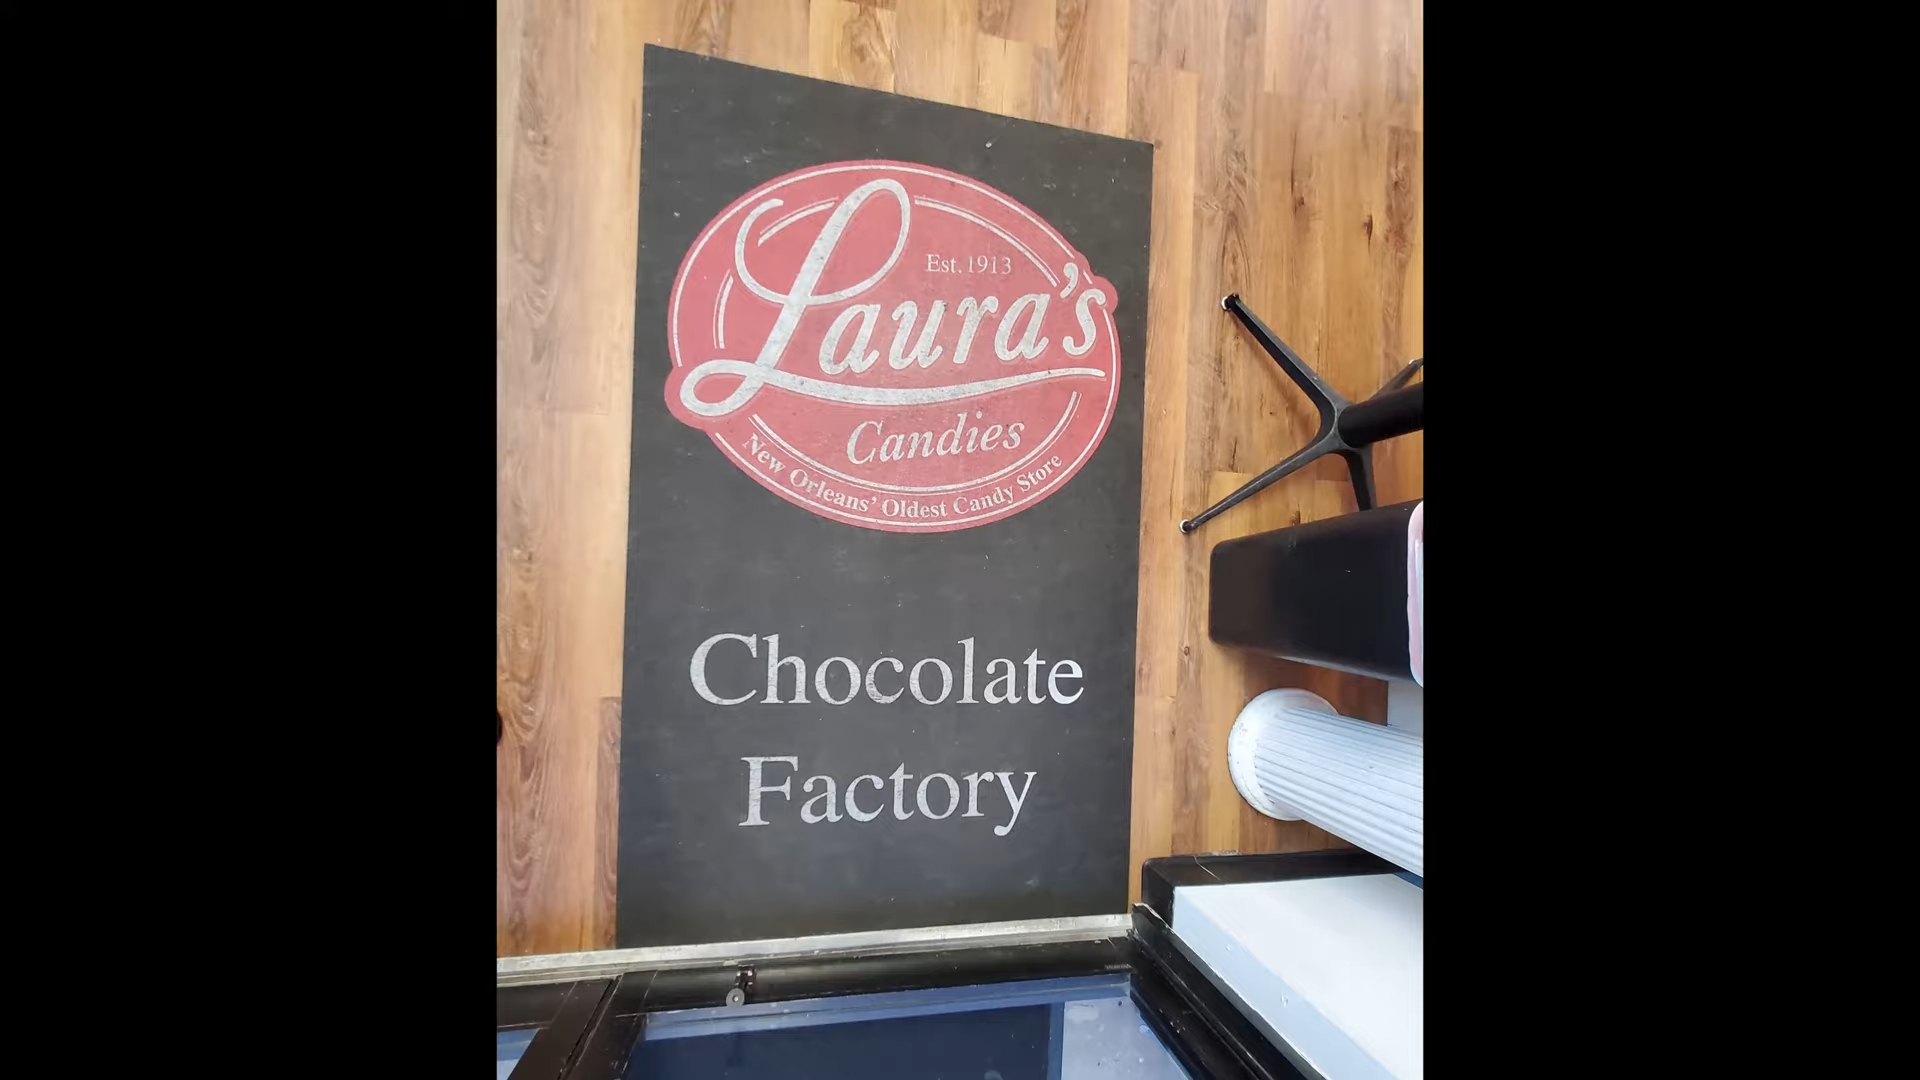 Est. 1913
Laura's
Candies
New Orleans' Oldest Candy Store
Chocolate
Factory